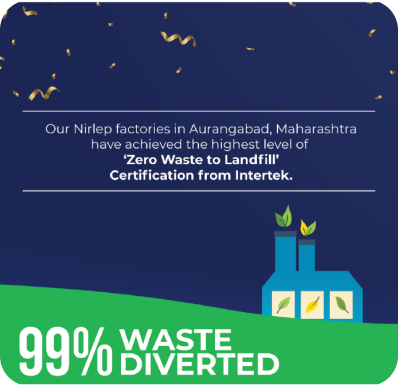 Our Nirlep factories in Aurangabad, Maharashtra
have achieved the highest level of
‘Zero Waste to Landfill’
Certification from Intertek.
99% WASTE
DIVERTED